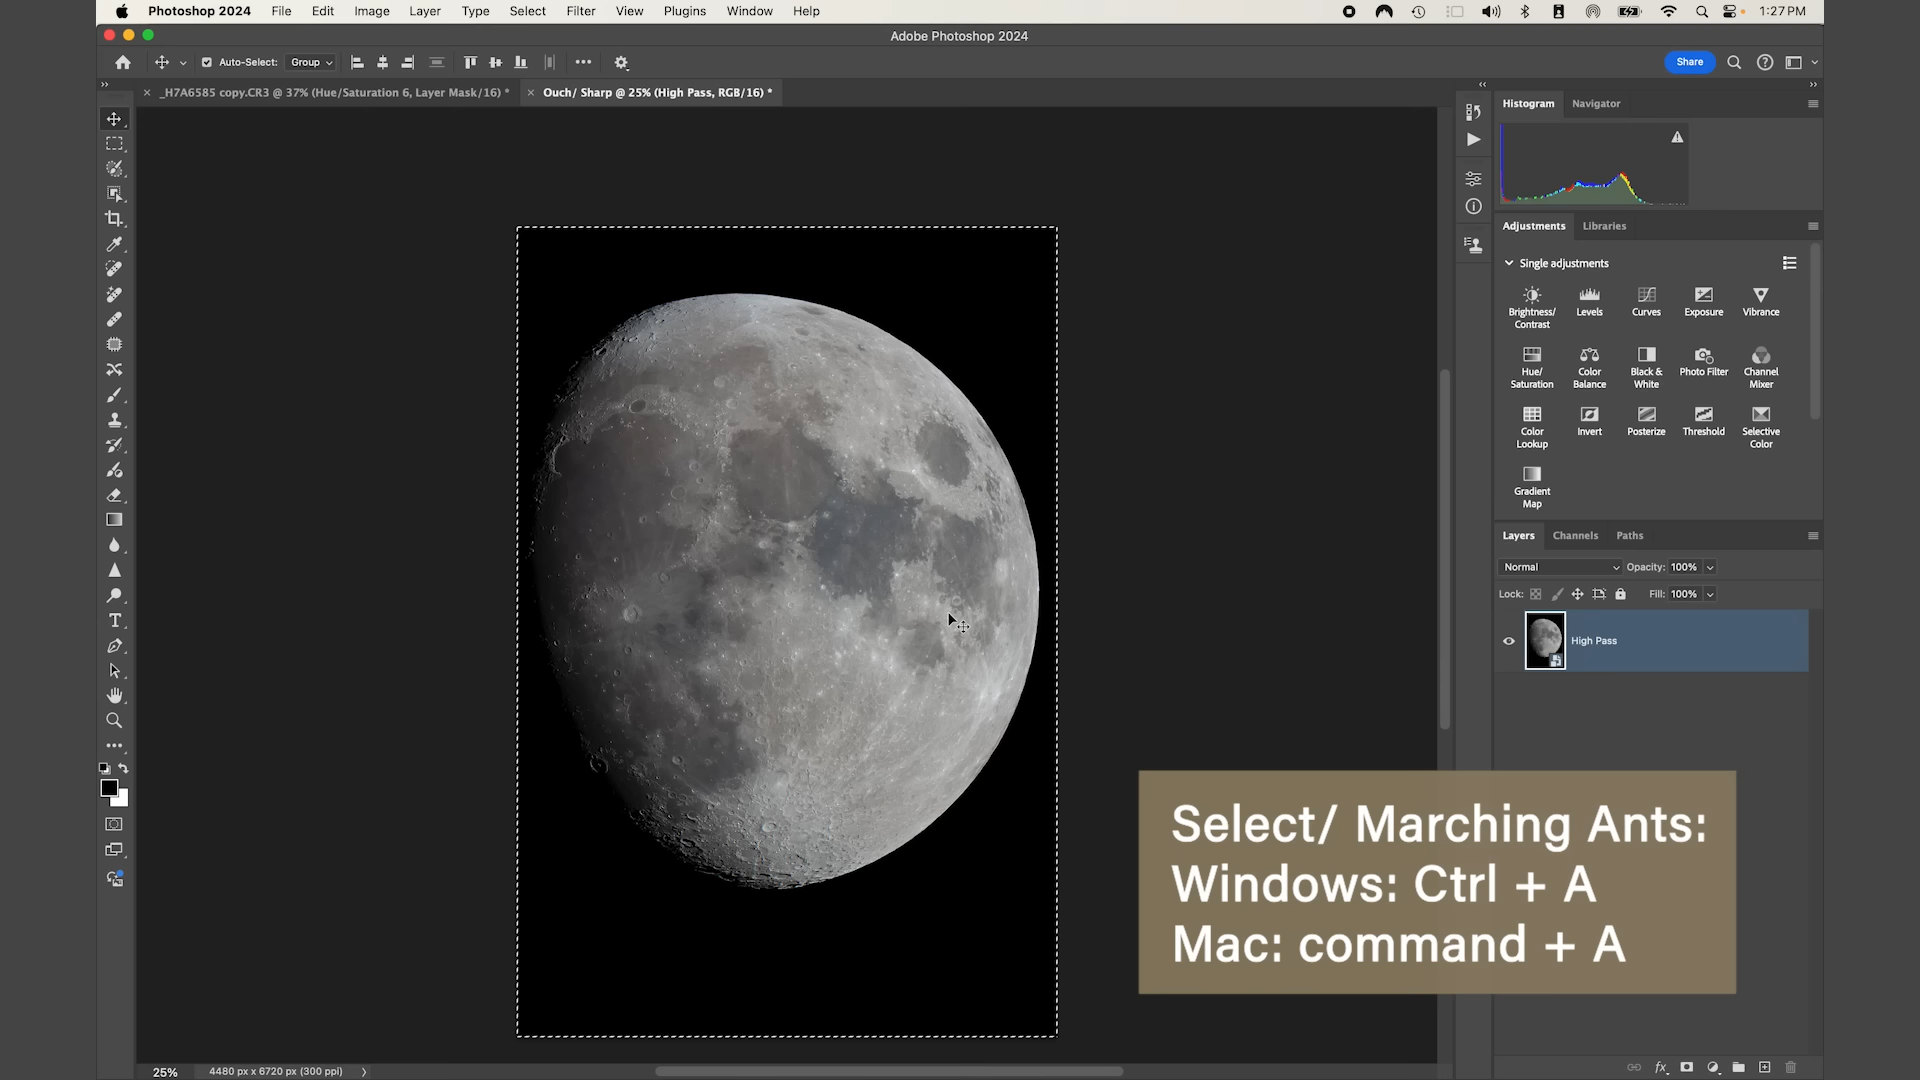 Photoshop 2024 File Edit Image Layer Type Select Filter View Plugins Window Help 1:27 PM
Adobe Photoshop 2024
Auto-Select: Group Share
_H7A6585 copy.CR3 @ 37% (Hue/Saturation 6, Layer Mask/16) * Ouch/ Sharp @ 25% (High Pass, RGB/16) *
Histogram Navigator
Adjustments Libraries
Single adjustments
Brightness/ Contrast Levels Curves Exposure Vibrance
Hue/ Saturation Color Balance Black & White Photo Filter Channel Mixer
Color Lookup Invert Posterize Threshold Selective Color
Gradient Map
Layers Channels Paths
Normal Opacity: 100%
Lock: Fill: 100%
High Pass
Select/ Marching Ants:
Windows: Ctrl + A
Mac: command + A
25% 4480 px x 6720 px (300 ppi)